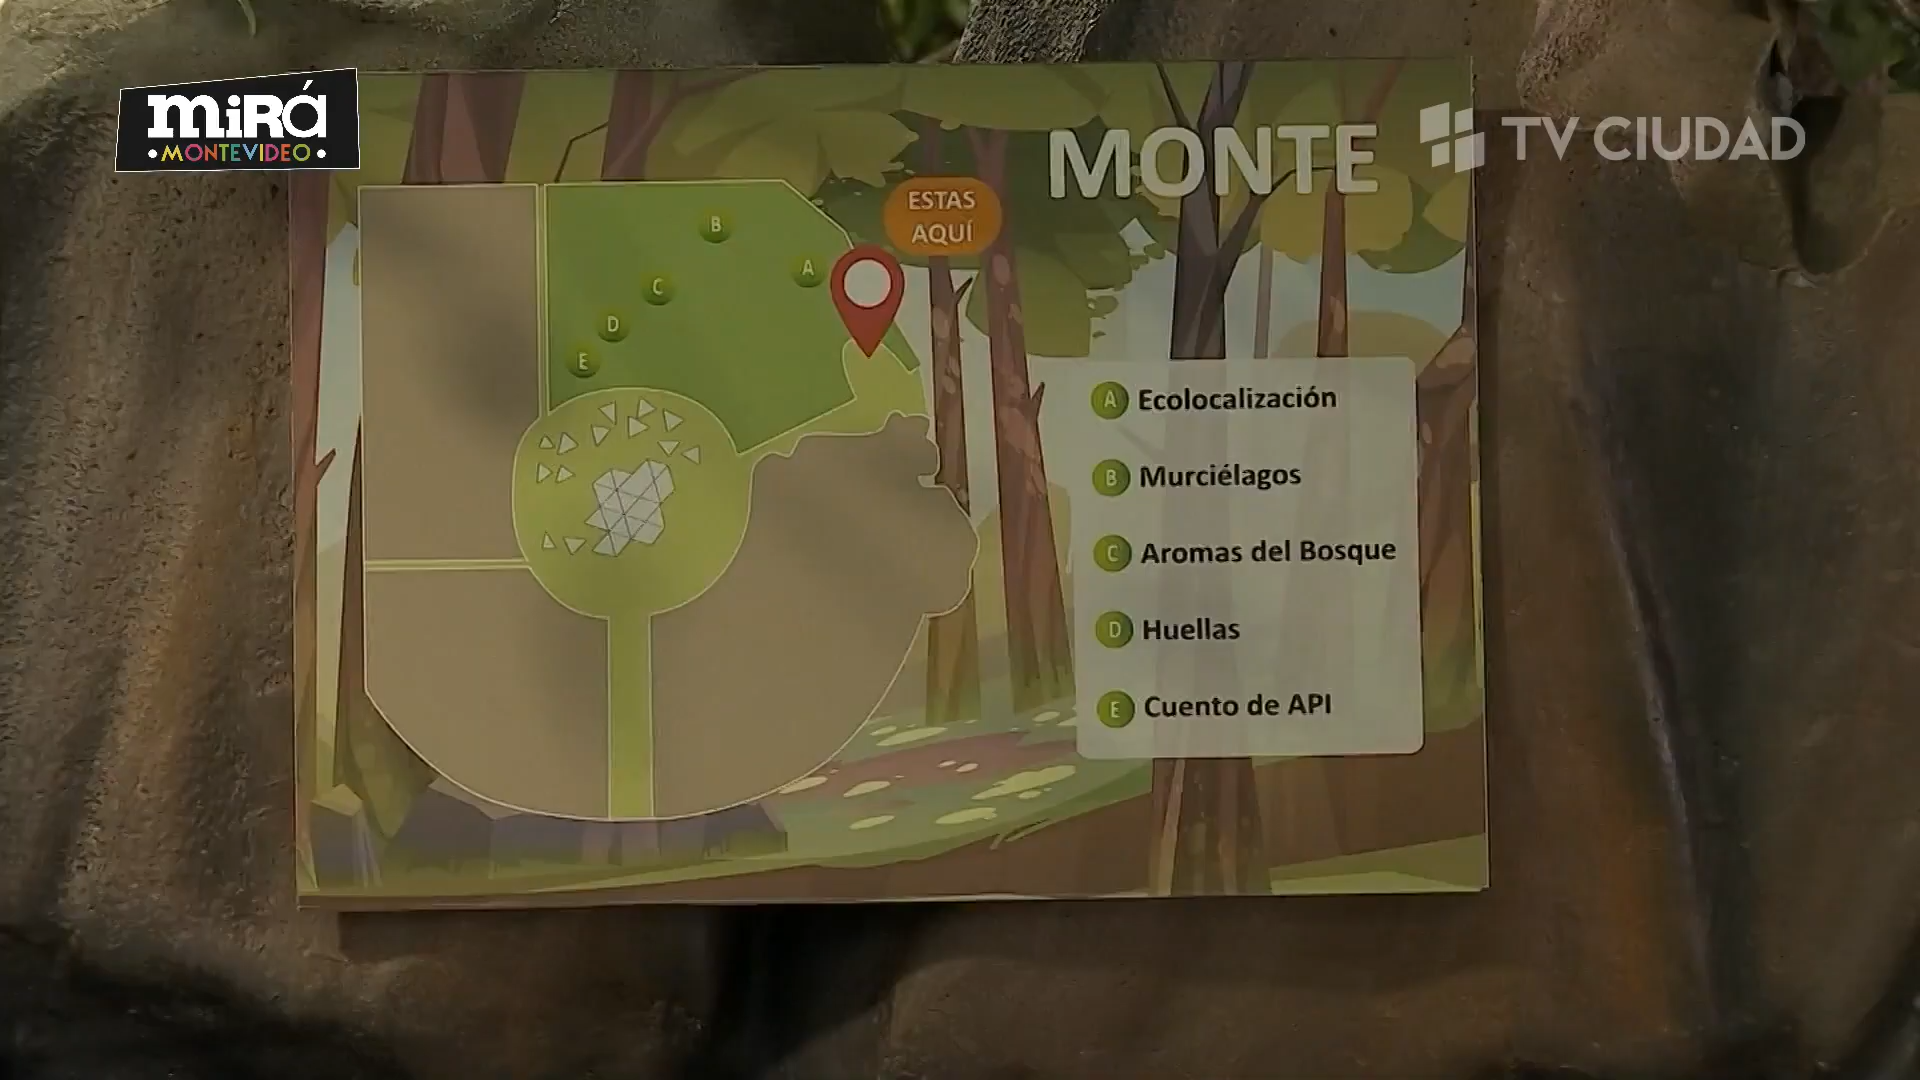 MiRá
•MONTEVIDEO•
TV CIUDAD
MONTE
ESTAS
AQUÍ
B
A
C
D
E
A Ecolocalización
B Murciélagos
C Aromas del Bosque
D Huellas
E Cuento de API